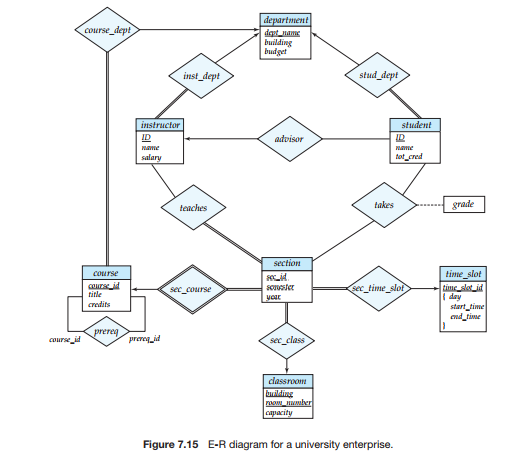 department
course_dept
dept_name
building
budget
inst_dept
stud_dept
instructor
ID
name
salary
advisor
student
ID
name
tot_cred
teaches
takes
grade
section
sec_id
semester
year
course
course_id
title
credits
sec_course
sec_time_slot
time_slot
time_slot_id
{ day
start_time
end_time
}
prereq
course_id
prereq_id
sec_class
classroom
building
room_number
capacity
Figure 7.15 E-R diagram for a university enterprise.